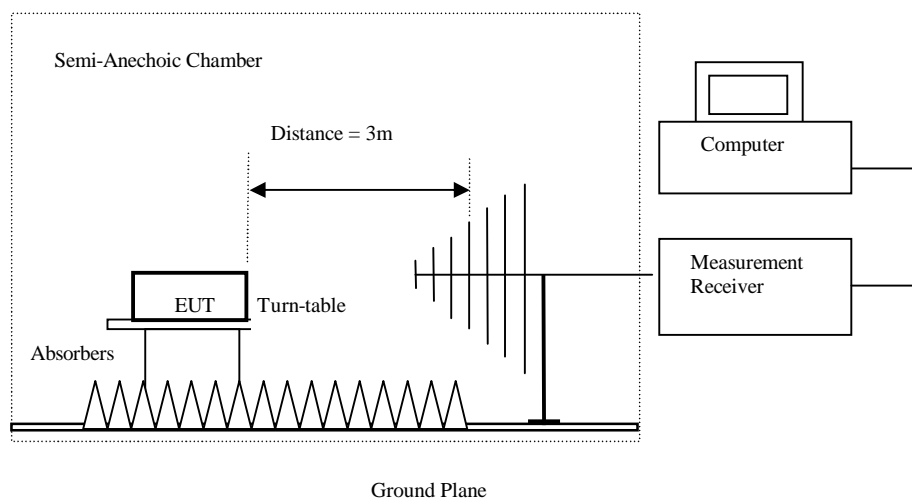 Semi-Anechoic Chamber
Distance = 3m
Computer
Measurement
Receiver
EUT
Turn-table
Absorbers
Ground Plane